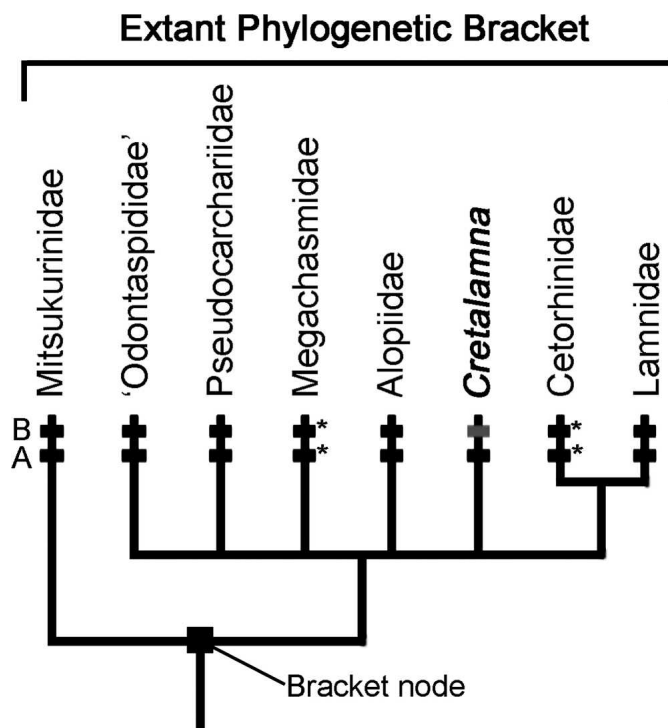 Extant Phylogenetic Bracket
Mitsukurinidae
‘Odontaspididae’
Pseudocarchariidae
Megachasmidae
Alopiidae
Cretalamna
Cetorhinidae
Lamnidae
B * *
A * *
Bracket node